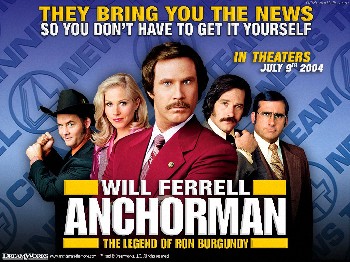 THEY BRING YOU THE NEWS
SO YOU DON'T HAVE TO GET IT YOURSELF
IN THEATERS
JULY 9TH 2004
WILL FERRELL
ANCHORMAN
THE LEGEND OF RON BURGUNDY
DREAMWORKS